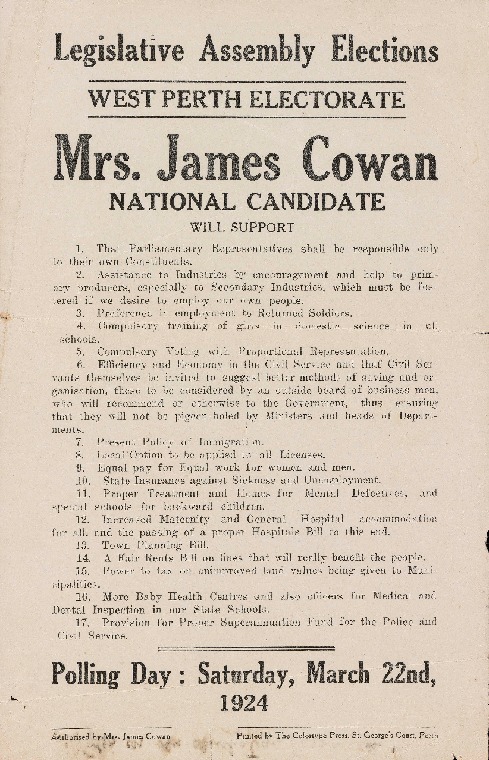 Legislative Assembly Elections
WEST PERTH ELECTORATE
Mrs. James Cowan
NATIONAL CANDIDATE
WILL SUPPORT
1. That Parliamentary Representatives shall be responsible only
to their own Constituents.
2. Assistance to Industries by encouragement and help to prim-
ary producers, especially to Secondary Industries, which must be fos-
tered if we desire to employ our own people.
3. Preference in employment to Returned Soldiers.
4. Compulsory training of girls in domestic science in all
schools.
5. Compulsory Voting with Proportional Representation.
6. Efficiency and Economy in the Civil Service and that Civil Ser-
vants themselves be invited to suggest better methods of saving and or-
ganisation, these to be considered by an outside board of business men,
who will recommend or otherwise to the Government, thus ensuring
that they will not be pigeon holed by Ministers and heads of Depart-
ments.
7. Present Policy of Immigration.
8. Local Option to be applied to all Licenses.
9. Equal pay for Equal work for women and men.
10. State Insurance against Sickness and Unemployment.
11. Proper Treatment and Homes for Mental Defectives, and
special schools for backward children.
12. Increased Maternity and General Hospital accommodation
for all, and the passing of a proper Hospitals Bill to this end.
13. Town Planning Bill.
14. A Fair Rents Bill on lines that will really benefit the people.
15. Power to tax on unimproved land values being given to Muni-
cipalities.
16. More Baby Health Centres and also officers for Medical and
Dental Inspection in our State Schools.
17. Provision for Proper Superannuation Fund for the Police and
Civil Service.
Polling Day : Saturday, March 22nd,
1924
Authorised by Mrs. James Cowan
Printed by The Colortype Press, St. George's Court, Perth